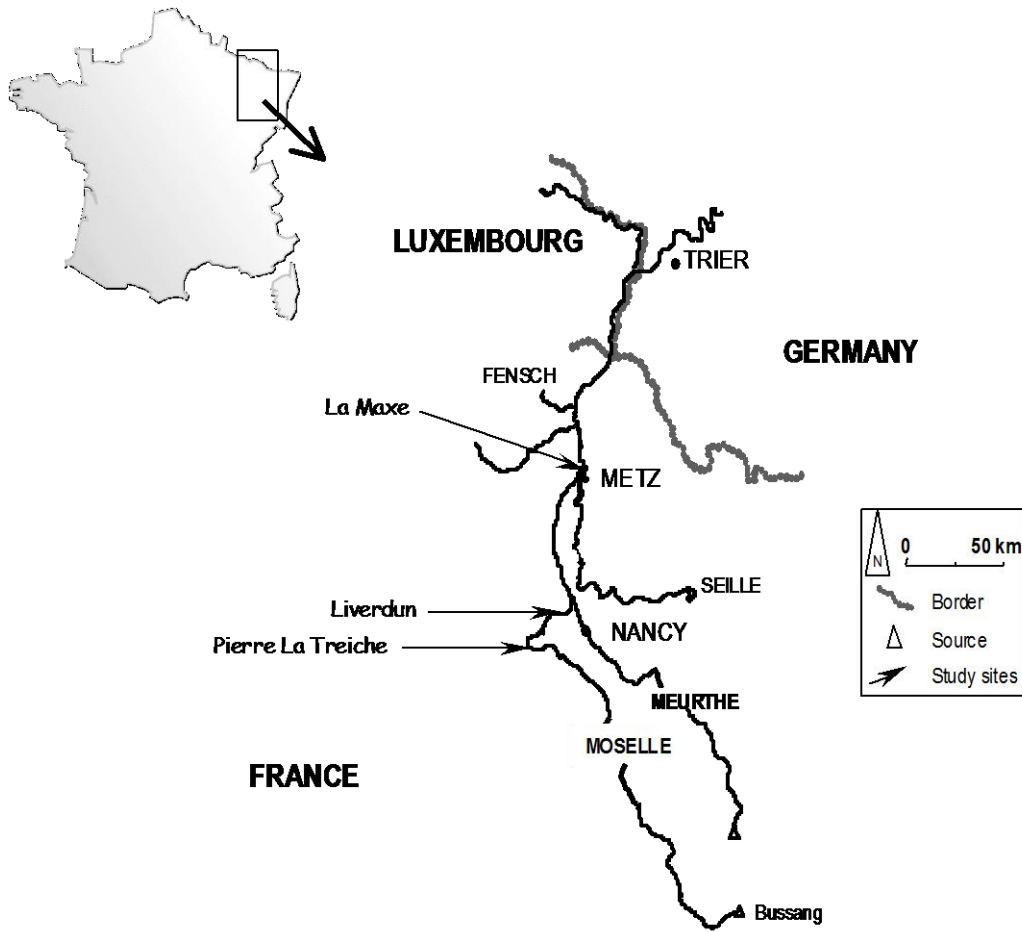 LUXEMBOURG
TRIER
GERMANY
FENSCH
La Maxe
METZ
N
0 50 km
Border
Source
Study sites
SEILLE
Liverdun
NANCY
Pierre La Treiche
MEURTHE
MOSELLE
FRANCE
Bussang